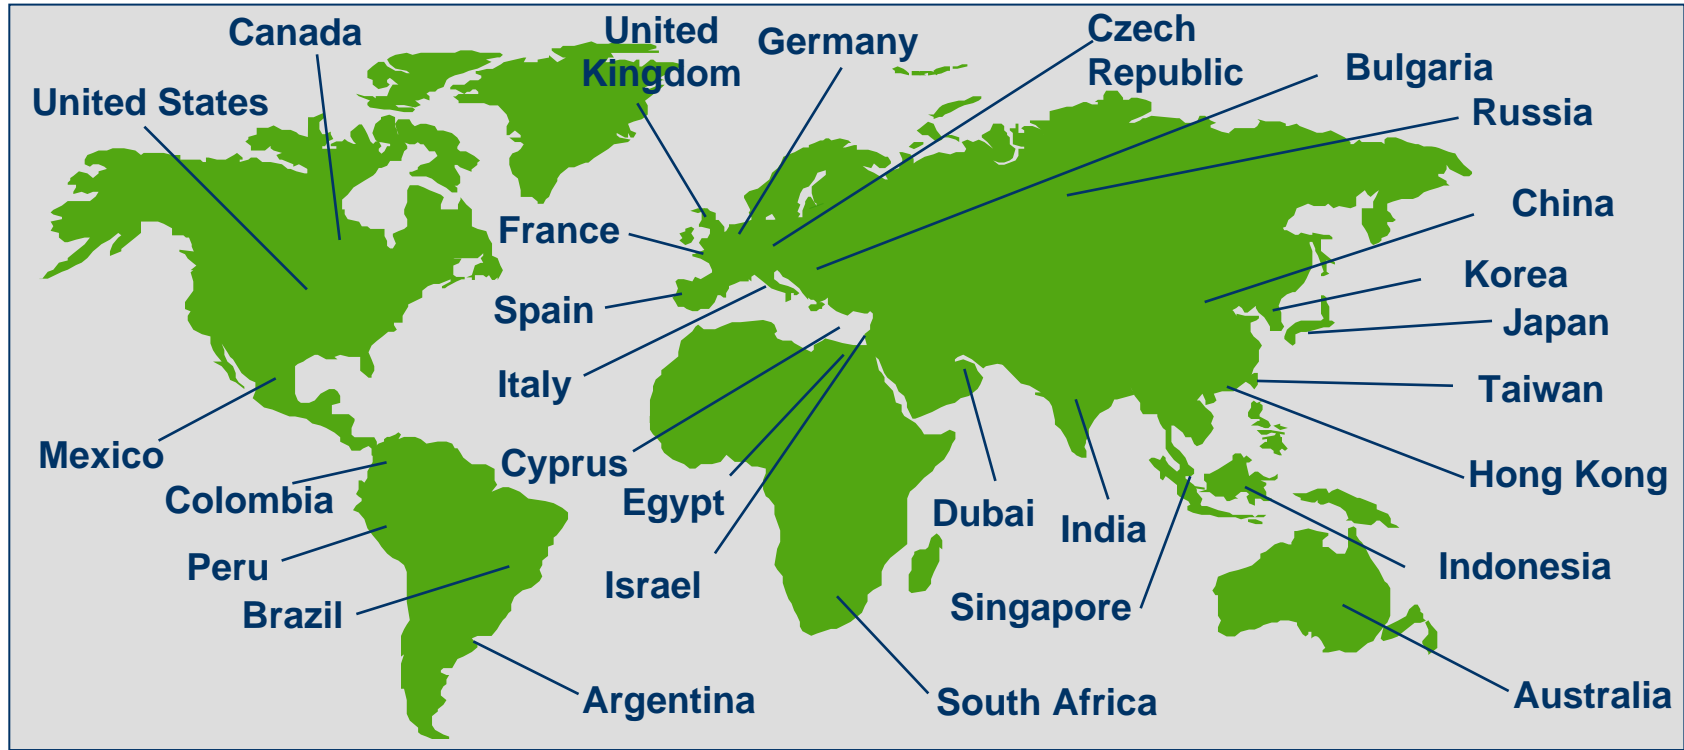 Canada
United
Kingdom
Germany
Czech
Republic
Bulgaria
United States
Russia
China
France
Korea
Spain
Japan
Italy
Taiwan
Mexico
Cyprus
Hong Kong
Colombia
Egypt
Dubai
India
Peru
Israel
Indonesia
Brazil
Singapore
Argentina
South Africa
Australia